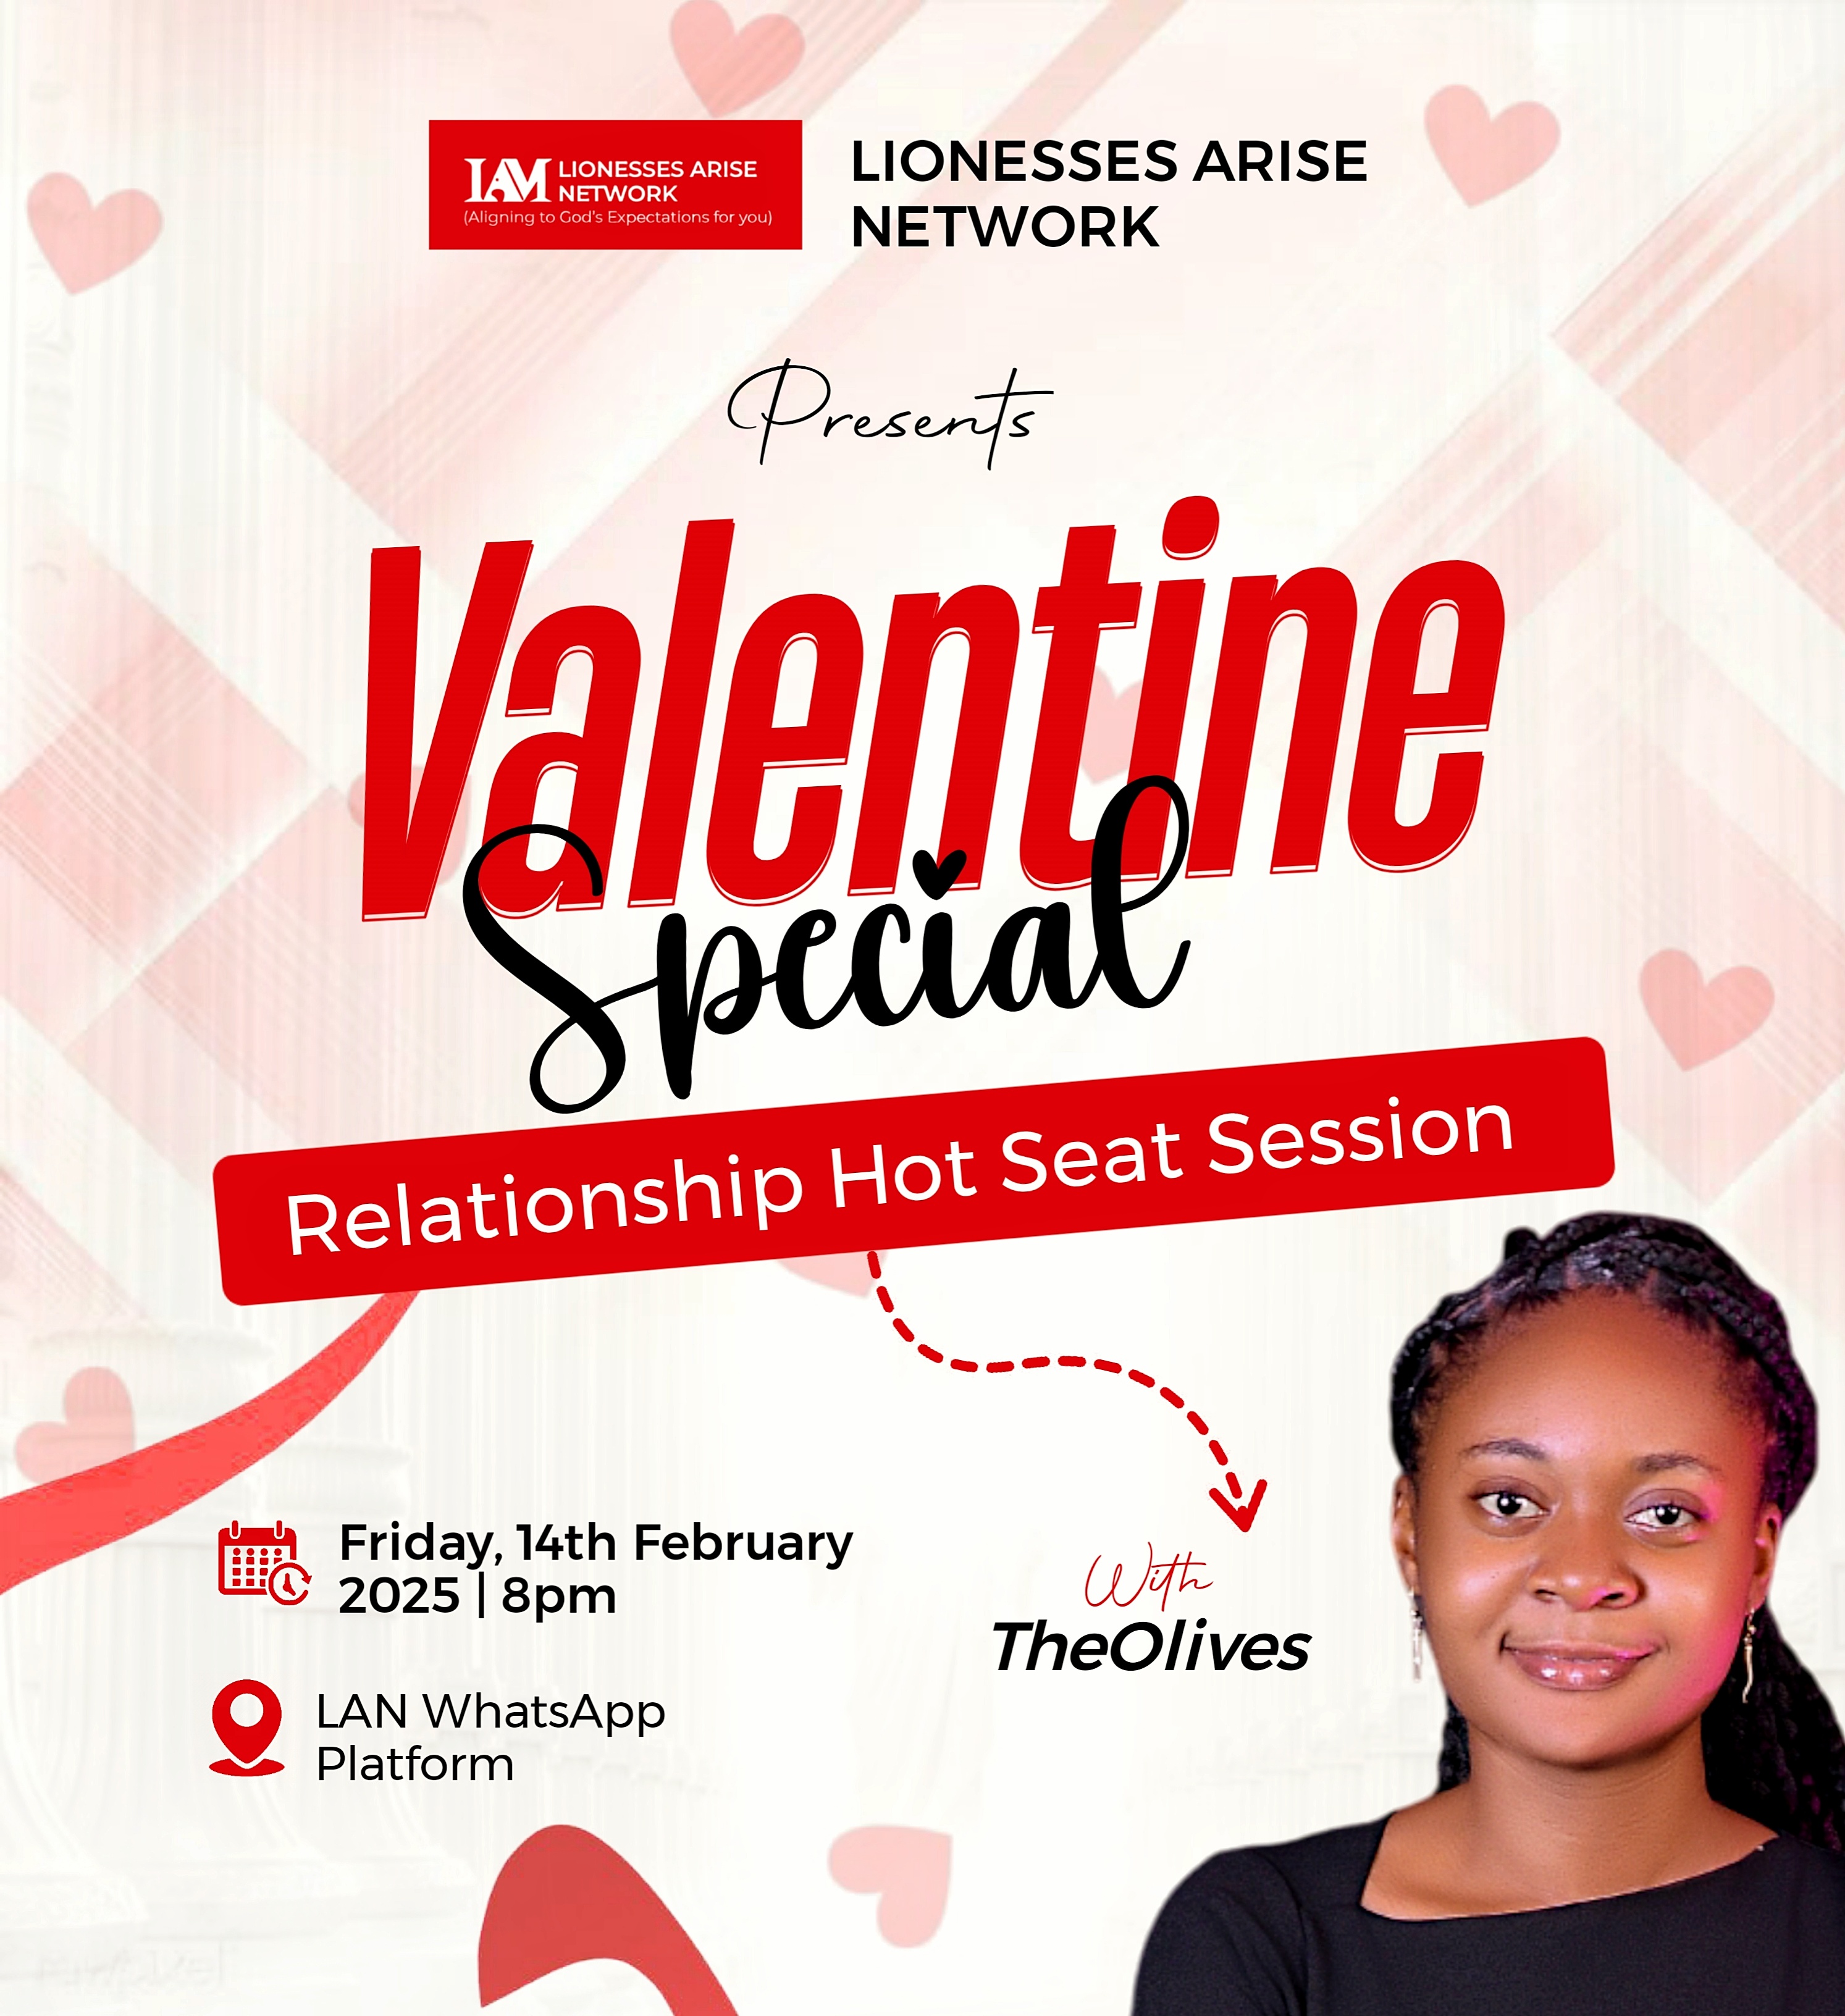 LAM LIONESSES ARISE
NETWORK
(Aligning to God's Expectations for you)
LIONESSES ARISE
NETWORK
Presents
Valentine
Special
Relationship Hot Seat Session
Friday, 14th February
2025 | 8pm
With
TheOlives
LAN WhatsApp
Platform